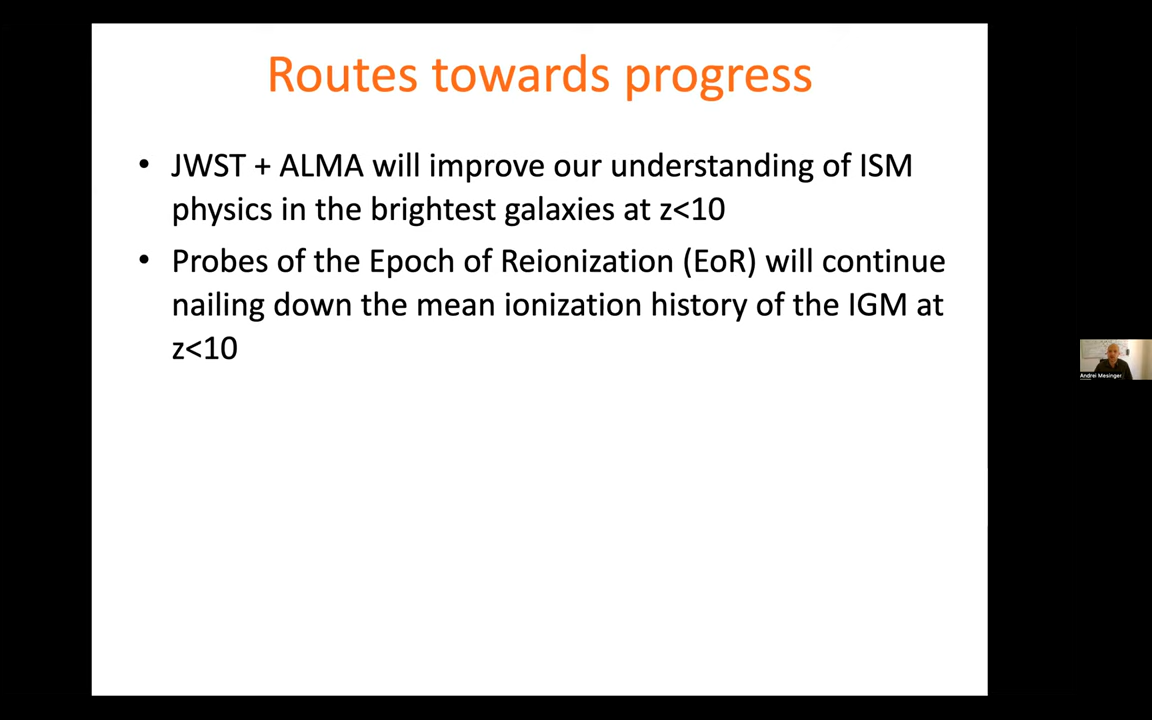 Routes towards progress
• JWST + ALMA will improve our understanding of ISM
physics in the brightest galaxies at z<10
• Probes of the Epoch of Reionization (EoR) will continue
nailing down the mean ionization history of the IGM at
z<10
Andrei Mesinger